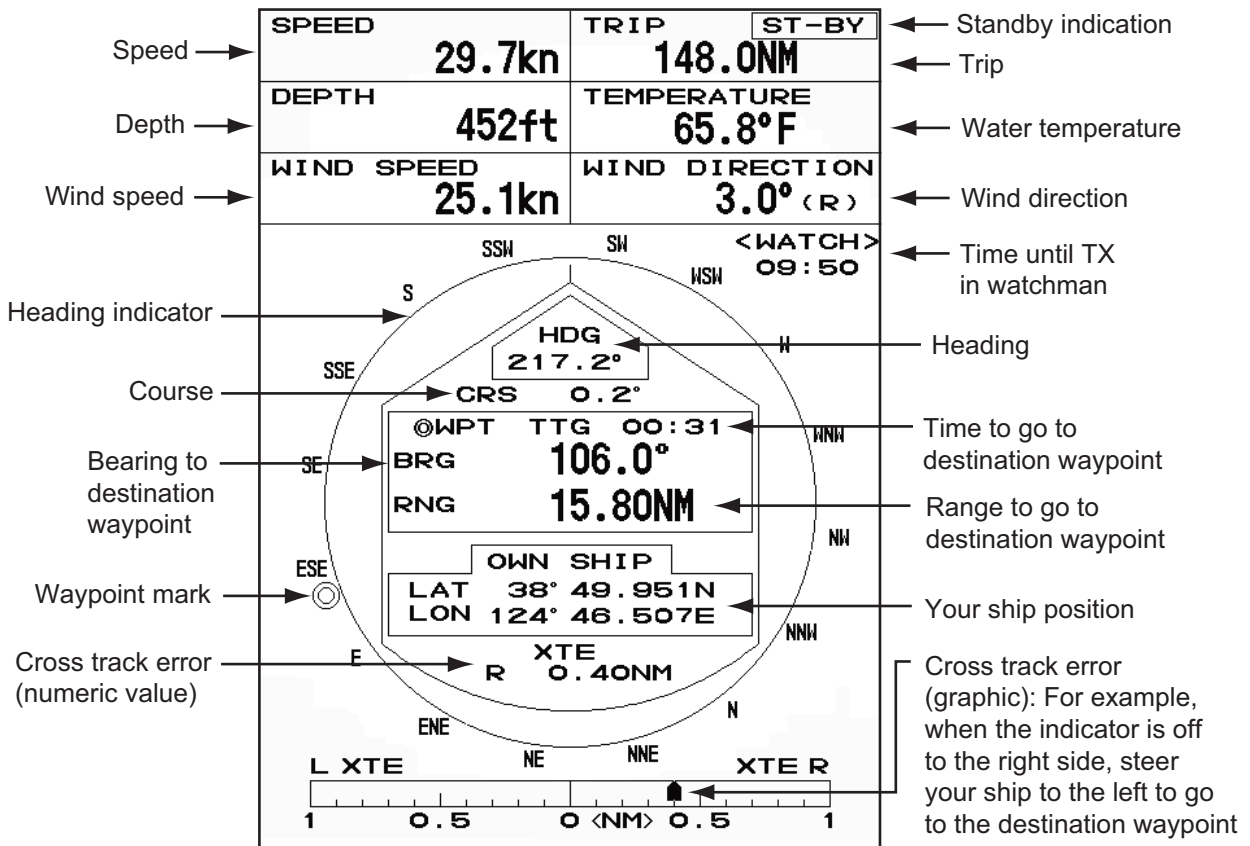 SPEED
29.7kn
TRIP
ST-BY
148.0NM
DEPTH
452ft
TEMPERATURE
65.8°F
WIND SPEED
25.1kn
WIND DIRECTION
3.0° (R)
<WATCH>
09:50
SSW
SW
WSW
S
W
SSE
WNW
SE
NW
ESE
NNW
E
N
ENE
NE
NNE
HDG
217.2°
CRS 0.2°
◎WPT TTG 00:31
BRG 106.0°
RNG 15.80NM
OWN SHIP
LAT 38° 49.951N
LON 124° 46.507E
XTE
R 0.40NM
L XTE
XTE R
1 0.5 0 <NM> 0.5 1
Speed
Depth
Wind speed
Heading indicator
Course
Bearing to
destination
waypoint
Waypoint mark
Cross track error
(numeric value)
Standby indication
Trip
Water temperature
Wind direction
Time until TX
in watchman
Heading
Time to go to
destination waypoint
Range to go to
destination waypoint
Your ship position
Cross track error
(graphic): For example,
when the indicator is off
to the right side, steer
your ship to the left to go
to the destination waypoint